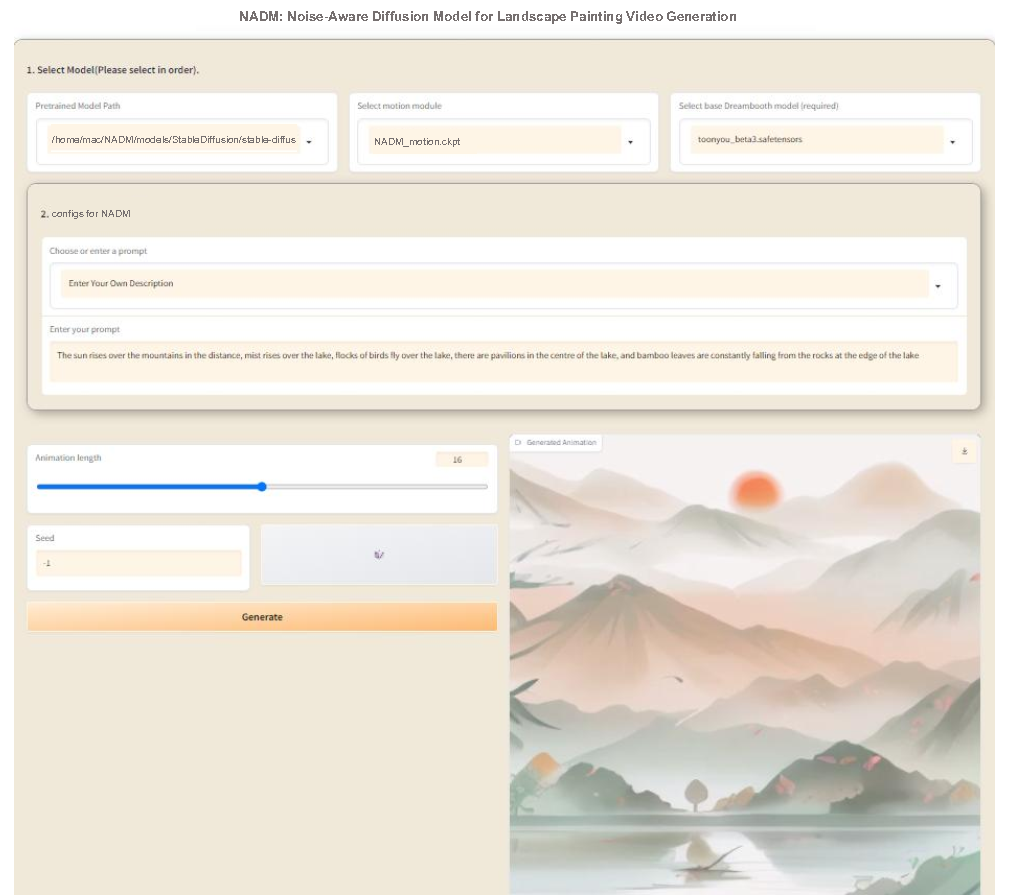 NADM: Noise-Aware Diffusion Model for Landscape Painting Video Generation
1. Select Model(Please select in order).
Pretrained Model Path
Select motion module
Select base Dreambooth model (required)
/home/mac/NADM/models/StableDiffusion/stable-diffus
NADM_motion.ckpt
toonyou_beta3.safetensors
2. configs for NADM
Choose or enter a prompt
Enter Your Own Description
Enter your prompt
The sun rises over the mountains in the distance, mist rises over the lake, flocks of birds fly over the lake, there are pavilions in the centre of the lake, and bamboo leaves are constantly falling from the rocks at the edge of the lake
Generated Animation
Animation length
16
Seed
-1
Generate